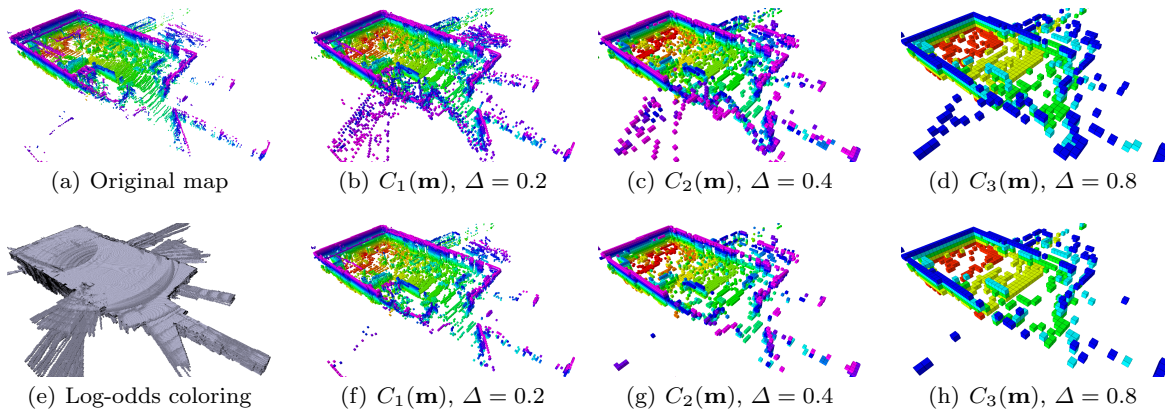 (a) Original map
(b) C₁(m), Δ = 0.2
(c) C₂(m), Δ = 0.4
(d) C₃(m), Δ = 0.8
(e) Log-odds coloring
(f) C₁(m), Δ = 0.2
(g) C₂(m), Δ = 0.4
(h) C₃(m), Δ = 0.8